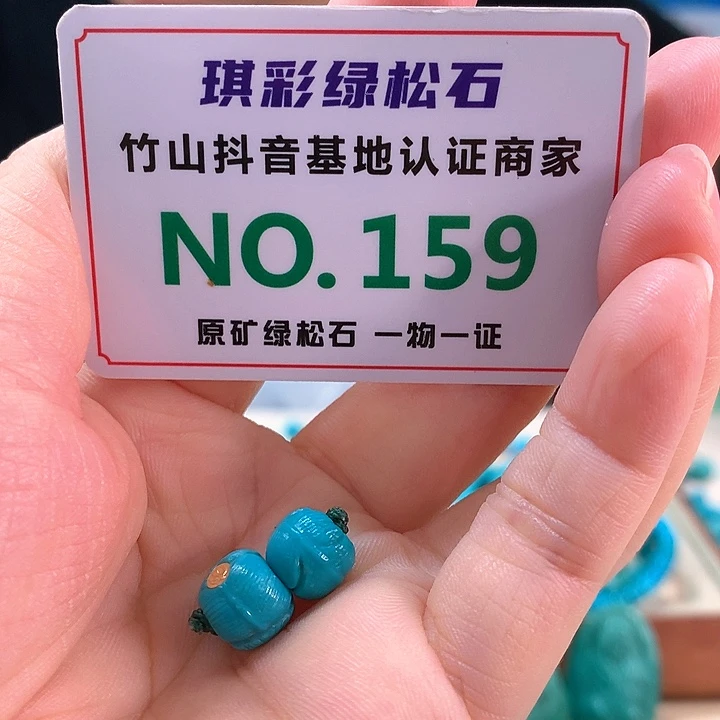 琪彩绿松石
竹山抖音基地认证商家
NO.159
原矿绿松石 一物一证